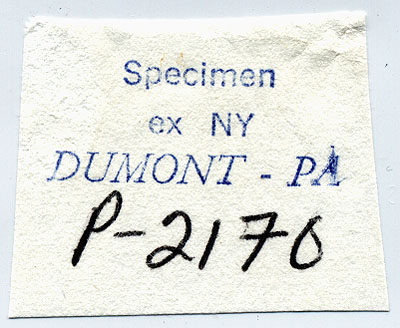 Specimen
ex NY
DUMONT - PA
P-2170